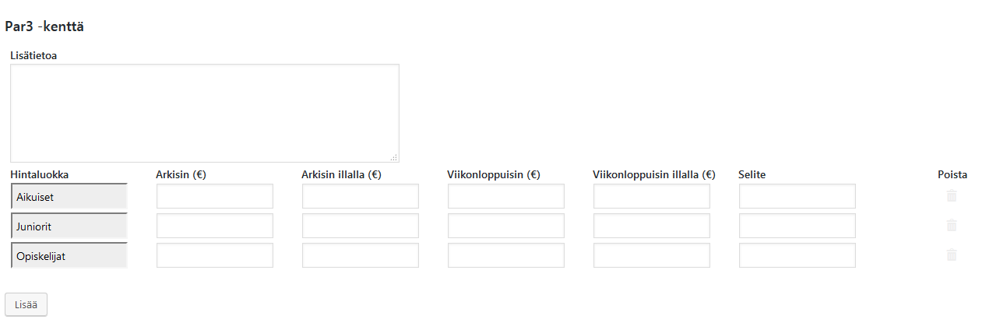 Par3 -kenttä
Lisätietoa
Hintaluokka Arkisin (€) Arkisin illalla (€) Viikonloppuisin (€) Viikonloppuisin illalla (€) Selite Poista
Aikuiset
Juniorit
Opiskelijat
Lisää